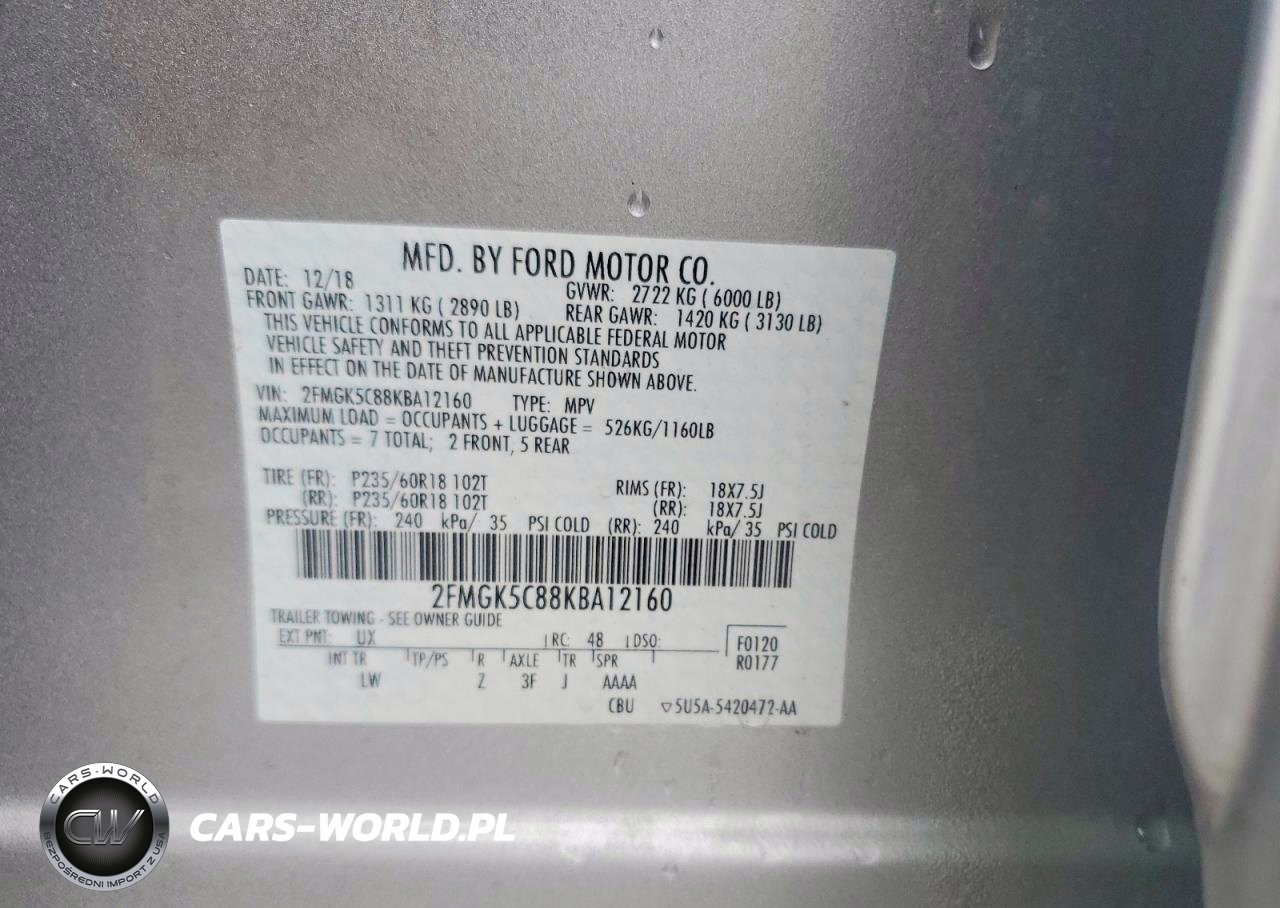 MFD. BY FORD MOTOR CO.
DATE: 12/18 GVWR: 2722 KG ( 6000 LB)
FRONT GAWR: 1311 KG ( 2890 LB) REAR GAWR: 1420 KG ( 3130 LB)
THIS VEHICLE CONFORMS TO ALL APPLICABLE FEDERAL MOTOR
VEHICLE SAFETY AND THEFT PREVENTION STANDARDS
IN EFFECT ON THE DATE OF MANUFACTURE SHOWN ABOVE.
VIN: 2FMGK5C88KBA12160 TYPE: MPV
MAXIMUM LOAD = OCCUPANTS + LUGGAGE = 526KG/1160LB
OCCUPANTS = 7 TOTAL; 2 FRONT, 5 REAR
TIRE (FR): P235/60R18 102T RIMS (FR): 18X7.5J
(RR): P235/60R18 102T (RR): 18X7.5J
PRESSURE (FR): 240 kPa/ 35 PSI COLD (RR): 240 kPa/ 35 PSI COLD
2FMGK5C88KBA12160
TRAILER TOWING - SEE OWNER GUIDE
EXT PNT: UX RC: 48 DSO: F0120
R0177
INT TR TP/PS R AXLE TR SPR
LW Z 3F J AAAA
CBU ▽5U5A-5420472-AA
CARS-WORLD
CW
BEZPOŚREDNI IMPORT Z USA
CARS-WORLD.PL